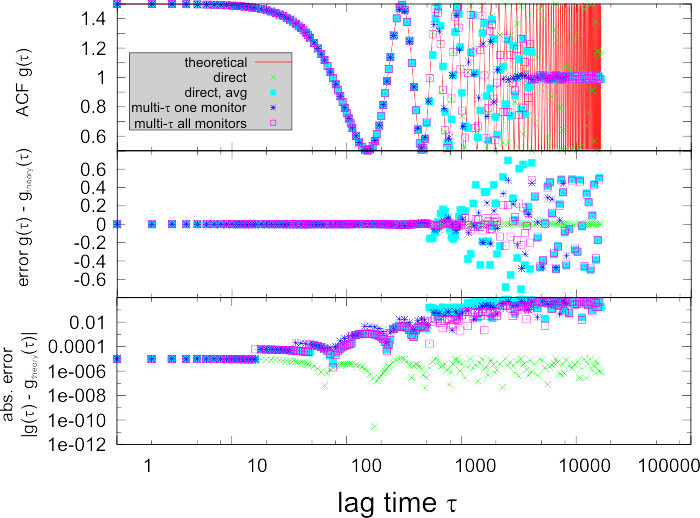 ACF g(τ)
1.4
1.2
1
0.8
0.6
theoretical
direct
direct, avg
multi-τ one monitor
multi-τ all monitors
error g(τ) - gtheory(τ)
0.6
0.4
0.2
0
-0.2
-0.4
-0.6
abs. error
|g(τ) - gtheory(τ)|
0.01
0.0001
1e-006
1e-008
1e-010
1e-012
1 10 100 1000 10000 100000
lag time τ